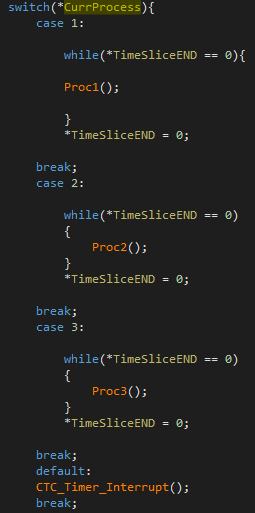 switch(*CurrProcess){
case 1:
while(*TimeSliceEND == 0){
Proc1();
}
*TimeSliceEND = 0;
break;
case 2:
while(*TimeSliceEND == 0)
{
Proc2();
}
*TimeSliceEND = 0;
break;
case 3:
while(*TimeSliceEND == 0)
{
Proc3();
}
*TimeSliceEND = 0;
break;
default:
CTC_Timer_Interrupt();
break;